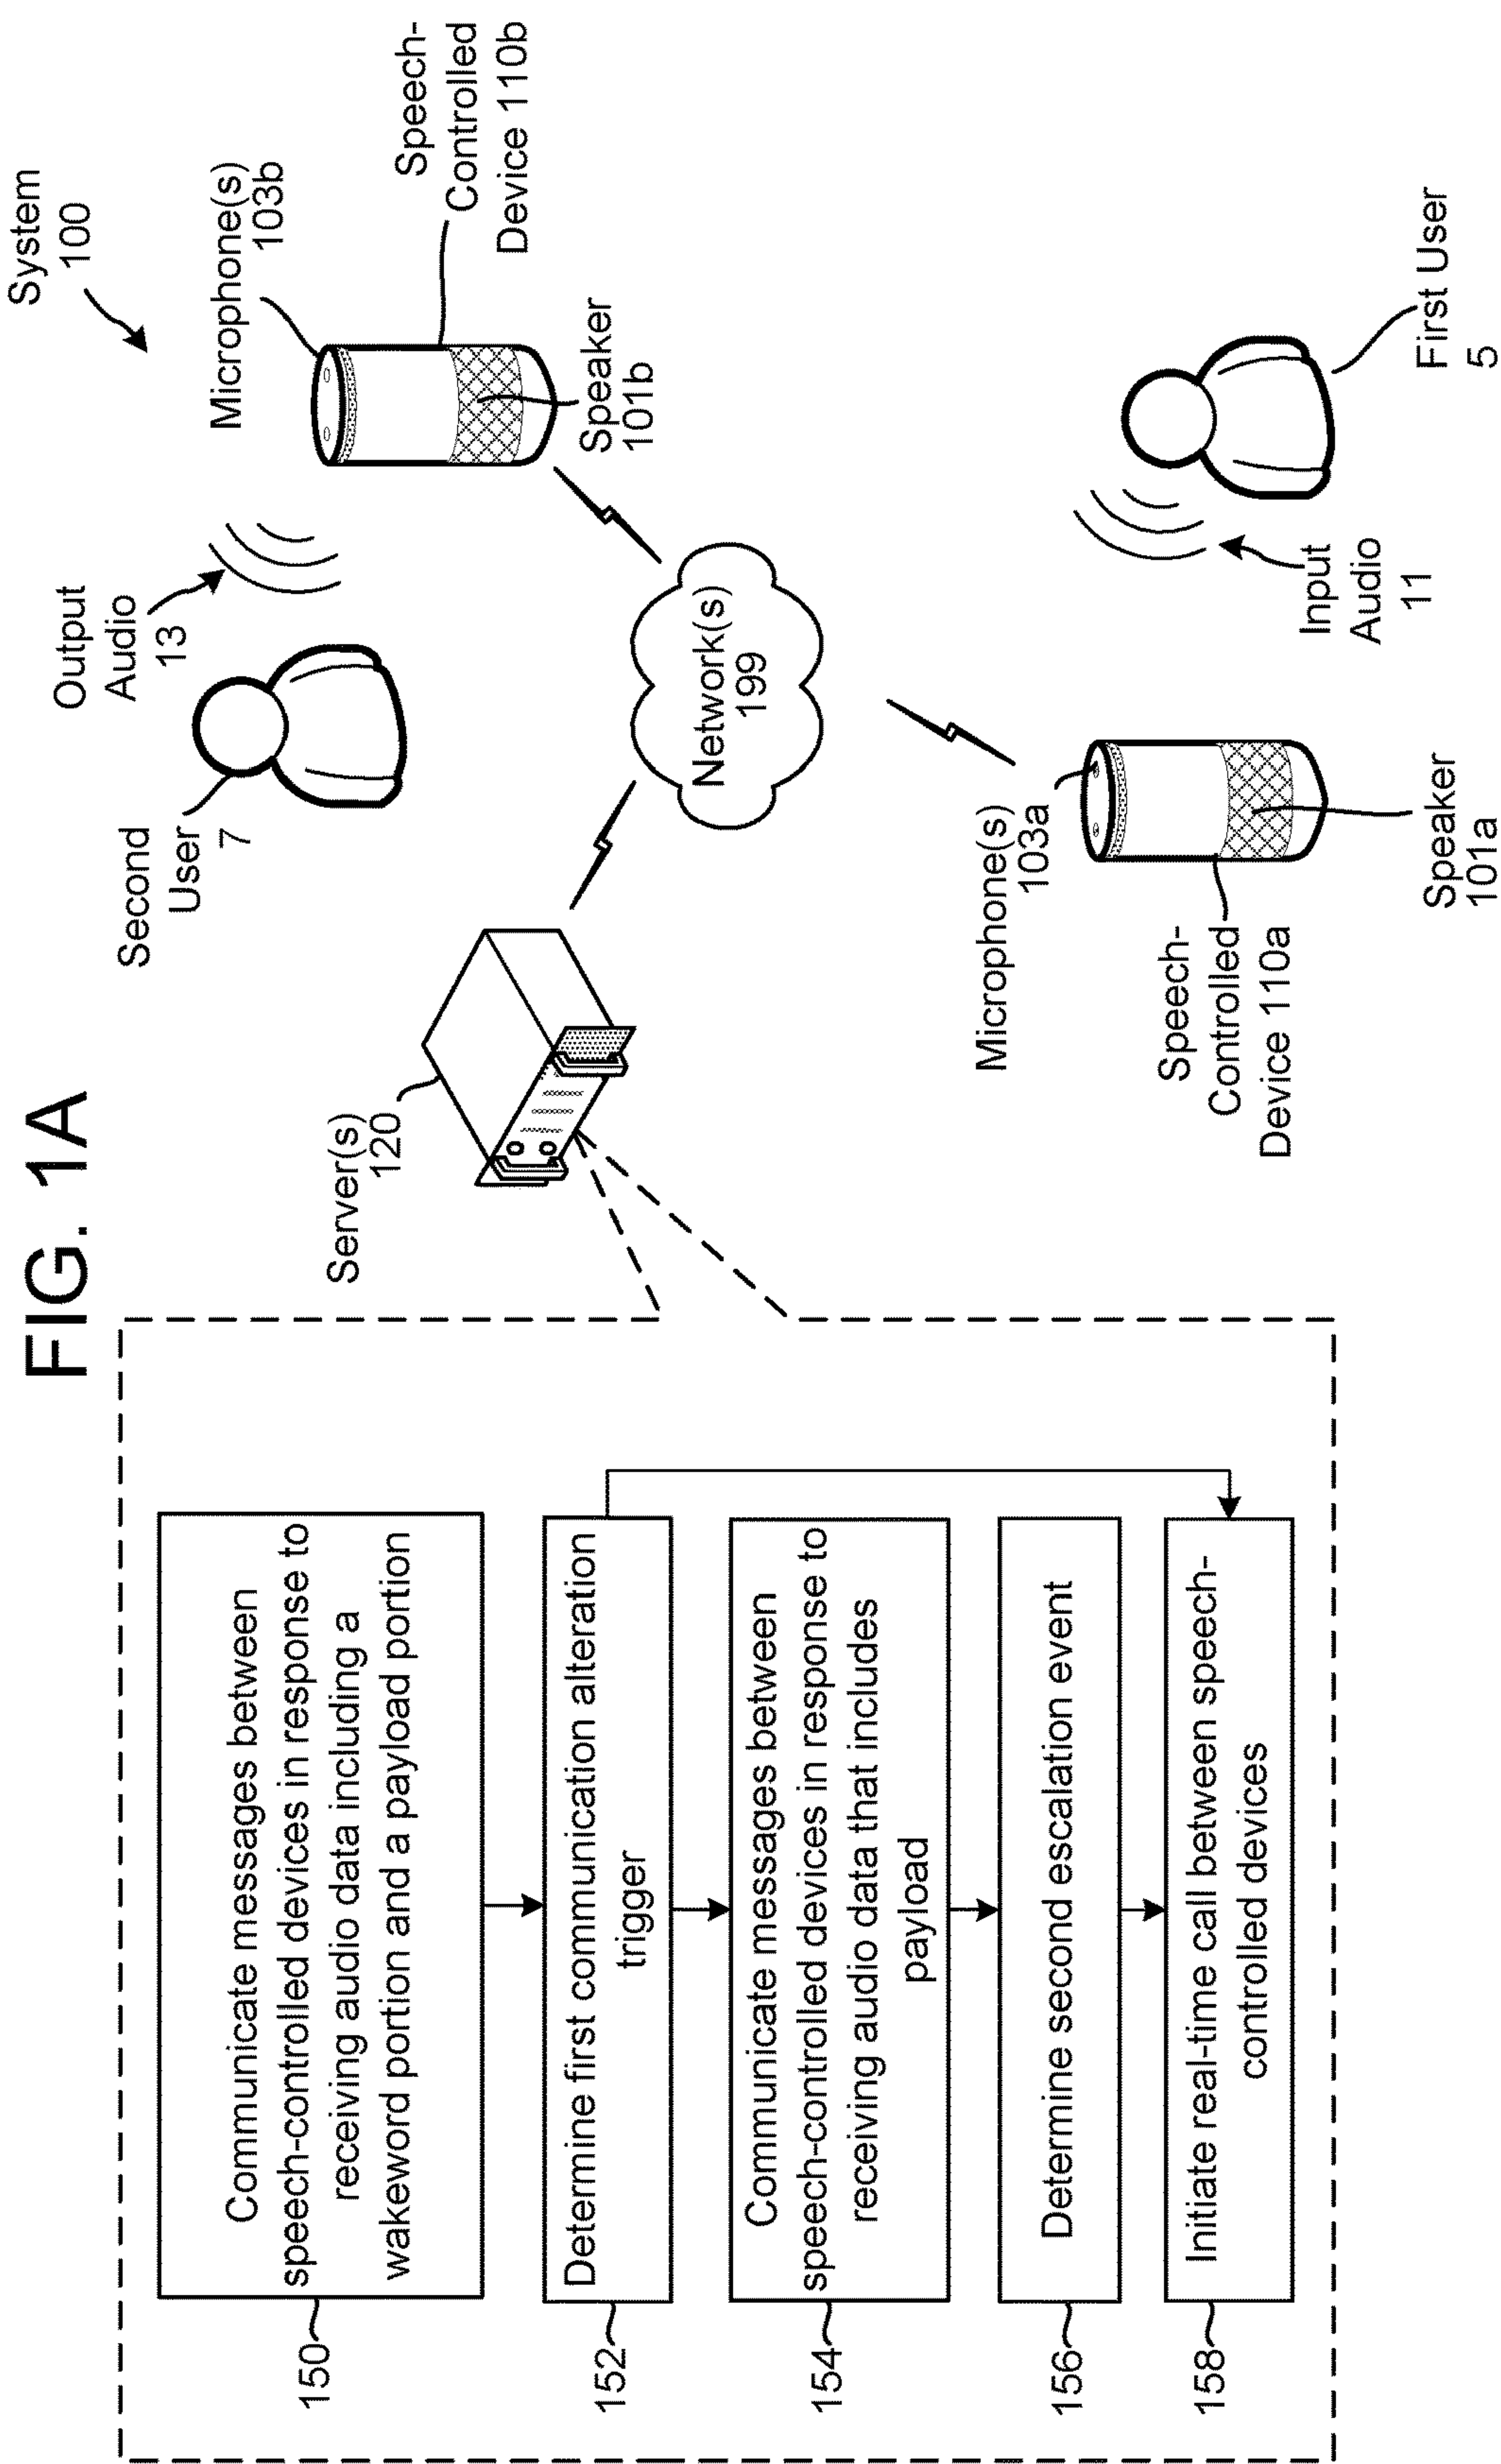 FIG. 1A
System
100
Communicate messages between
speech-controlled devices in response to
receiving audio data including a
wakeword portion and a payload portion
150
Determine first communication alteration
trigger
152
Communicate messages between
speech-controlled devices in response to
receiving audio data that includes
payload
154
Determine second escalation event
156
Initiate real-time call between speech-
controlled devices
158
Server(s)
120
Second
User
7
Output
Audio
13
Microphone(s)
103b
Speech-
Controlled
Device 110b
Speaker
101b
Network(s)
199
Microphone(s)
103a
Speech-
Controlled
Device 110a
Speaker
101a
Input
Audio
11
First User
5